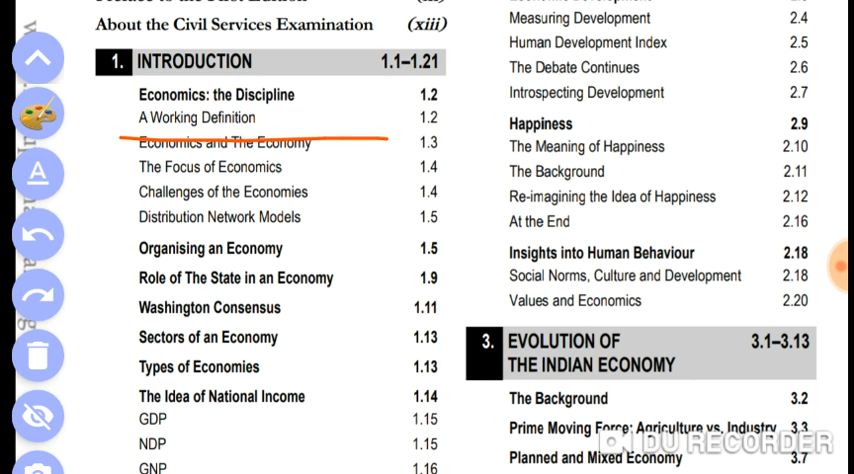 About the Civil Services Examination (xiii)
1. INTRODUCTION 1.1–1.21
Economics: the Discipline 1.2
A Working Definition 1.2
Economics and The Economy 1.3
The Focus of Economics 1.4
Challenges of the Economies 1.4
Distribution Network Models 1.5
Organising an Economy 1.5
Role of The State in an Economy 1.9
Washington Consensus 1.11
Sectors of an Economy 1.13
Types of Economies 1.13
The Idea of National Income 1.14
GDP 1.15
NDP 1.15
GNP 1.16
Measuring Development 2.4
Human Development Index 2.5
The Debate Continues 2.6
Introspecting Development 2.7
Happiness 2.9
The Meaning of Happiness 2.10
The Background 2.11
Re-imagining the Idea of Happiness 2.12
At the End 2.16
Insights into Human Behaviour 2.18
Social Norms, Culture and Development 2.18
Values and Economics 2.20
3. EVOLUTION OF 3.1–3.13
THE INDIAN ECONOMY
The Background 3.2
Prime Moving Force: Agriculture vs. Industry 3.3
Planned and Mixed Economy 3.7
DU RECORDER